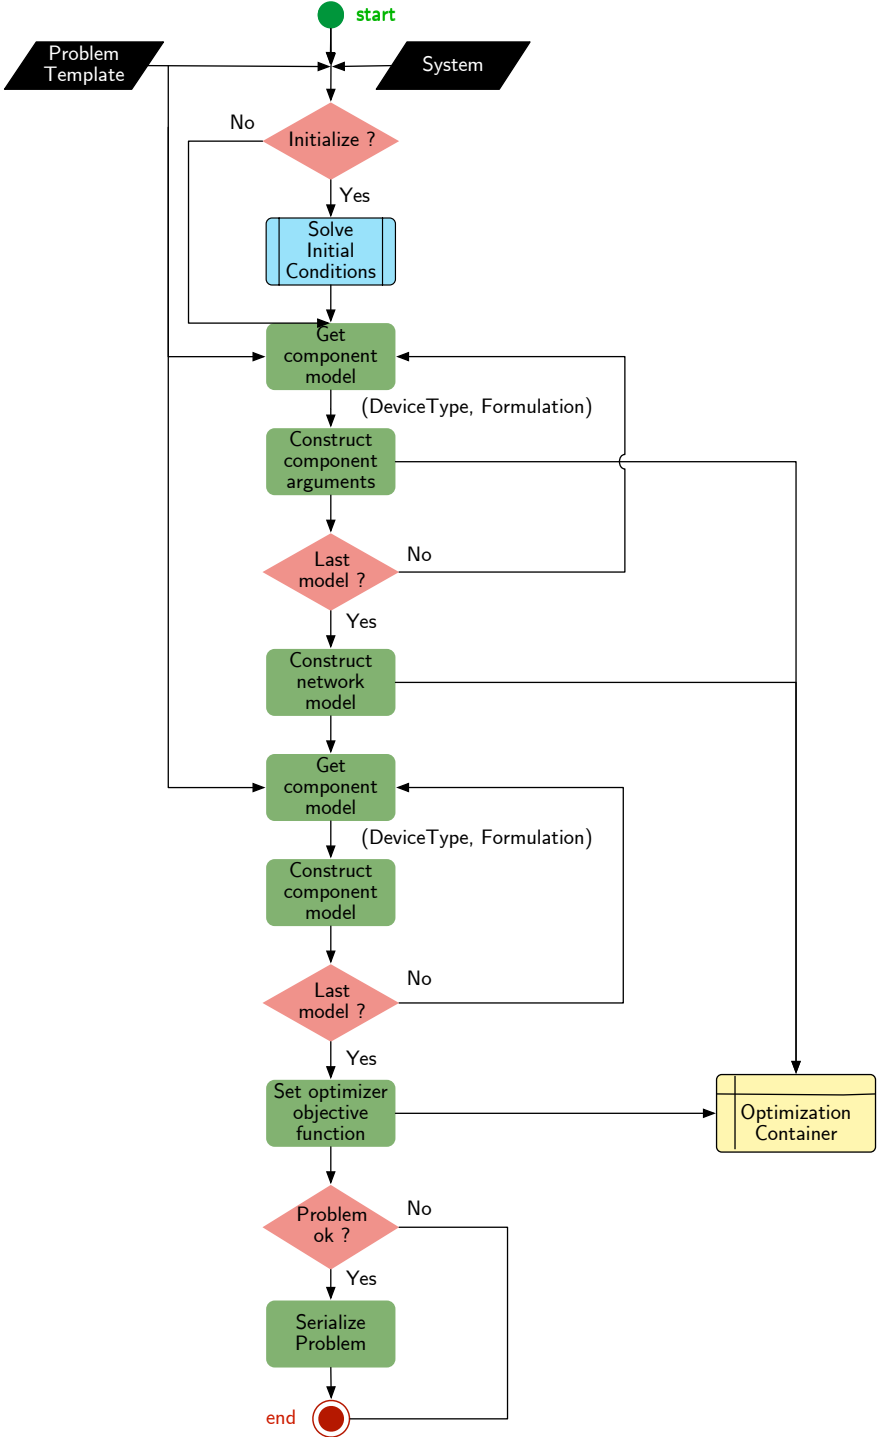 start
Problem
Template
System
No
Initialize ?
Yes
Solve
Initial
Conditions
Get
component
model
(DeviceType, Formulation)
Construct
component
arguments
Last
model ?
No
Yes
Construct
network
model
Get
component
model
(DeviceType, Formulation)
Construct
component
model
Last
model ?
No
Yes
Set optimizer
objective
function
Optimization
Container
Problem
ok ?
No
Yes
Serialize
Problem
end